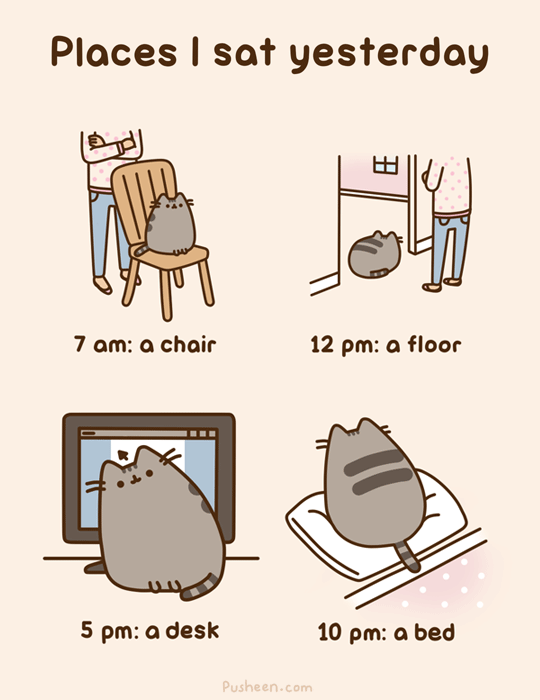 Places I sat yesterday
7 am: a chair
12 pm: a floor
5 pm: a desk
10 pm: a bed
Pusheen.com